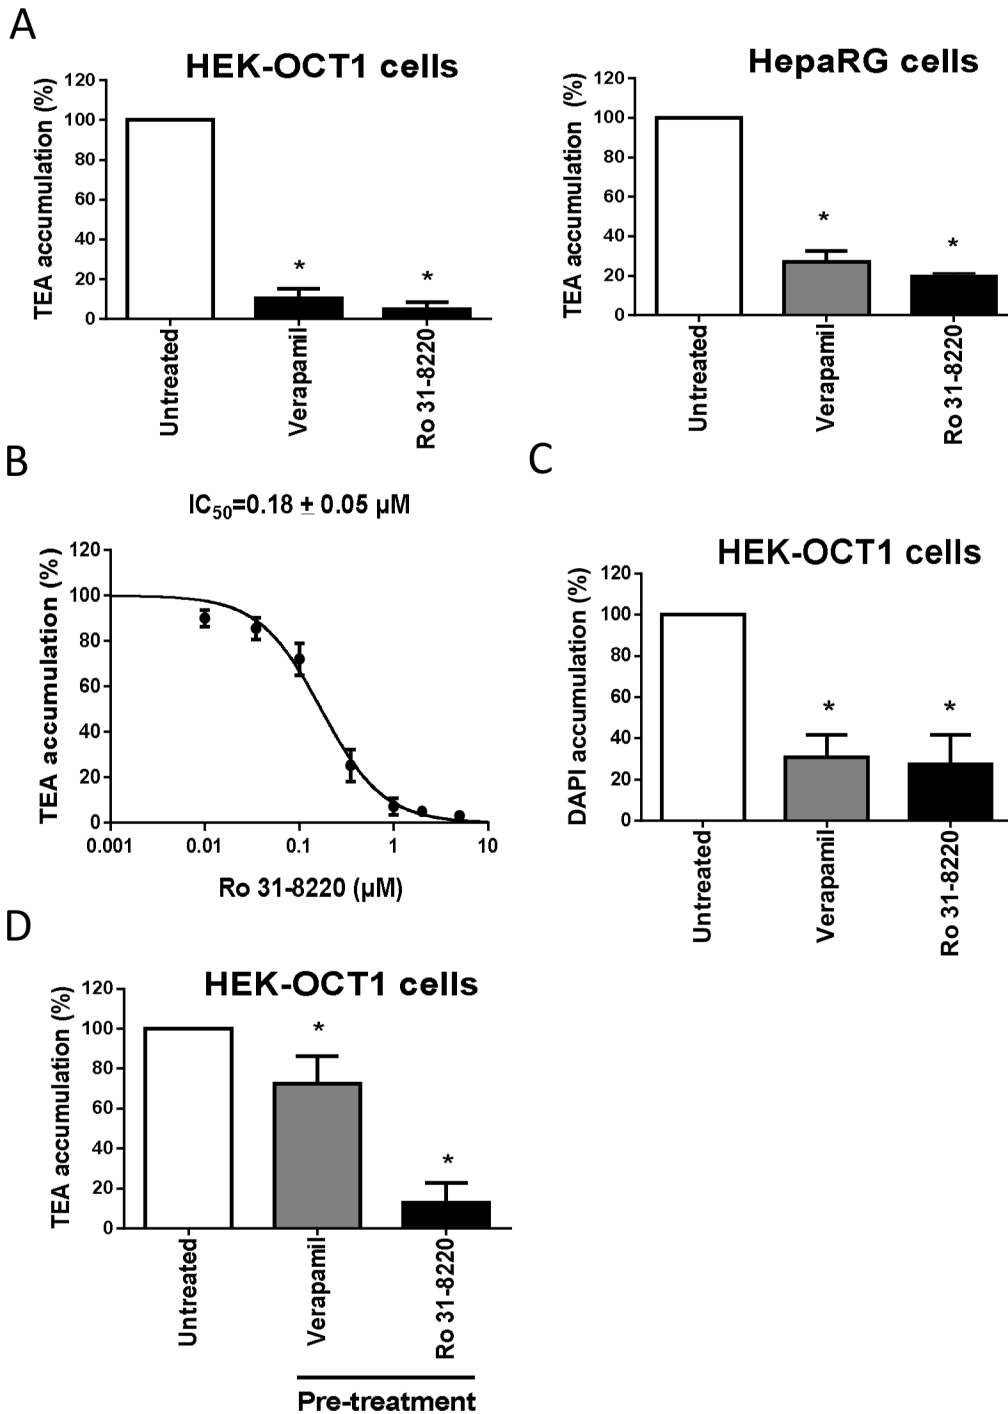 A
HEK-OCT1 cells
TEA accumulation (%)
120
100
80
60
40
20
0
*
*
Untreated
Verapamil
Ro 31-8220
HepaRG cells
TEA accumulation (%)
120
100
80
60
40
20
0
*
*
Untreated
Verapamil
Ro 31-8220
B
IC50=0.18 ± 0.05 µM
TEA accumulation (%)
120
100
80
60
40
20
0
0.001 0.01 0.1 1 10
Ro 31-8220 (µM)
C
HEK-OCT1 cells
DAPI accumulation (%)
120
100
80
60
40
20
0
*
*
Untreated
Verapamil
Ro 31-8220
D
HEK-OCT1 cells
TEA accumulation (%)
120
100
80
60
40
20
0
*
*
Untreated
Verapamil
Ro 31-8220
Pre-treatment